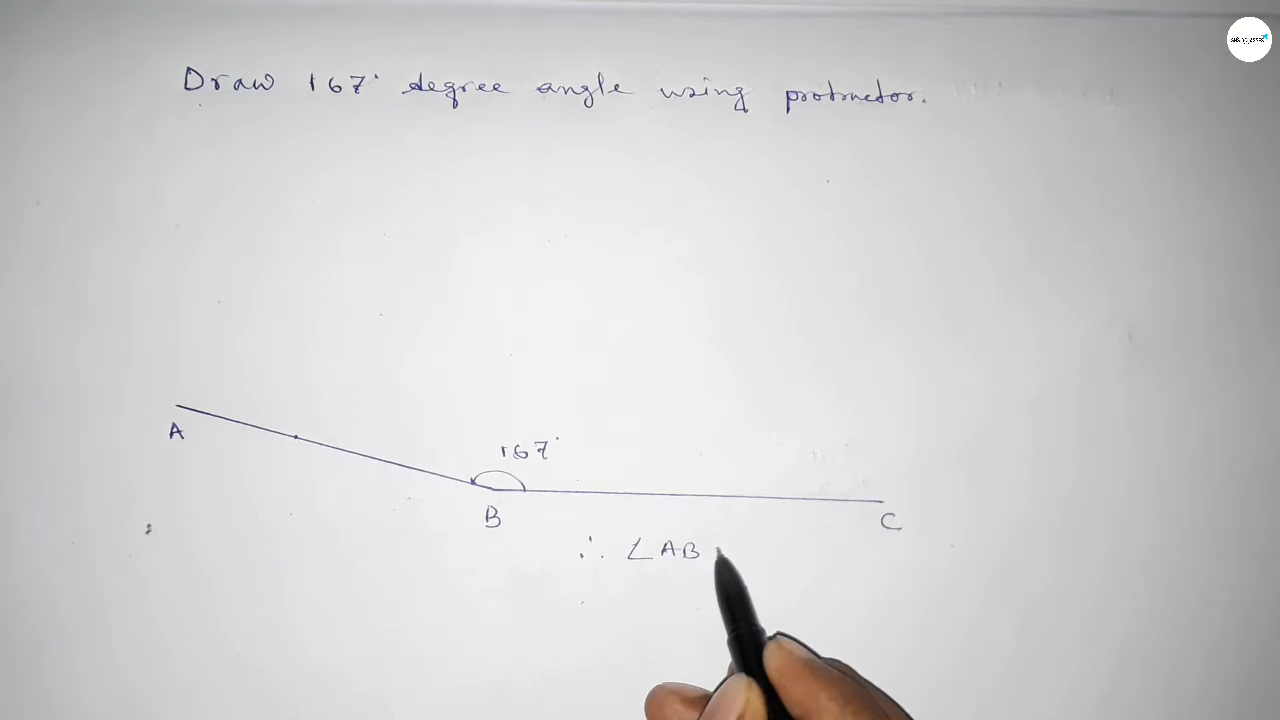 Draw 167° degree angle using protractor.
167°
A
B
C
∴ ∠AB